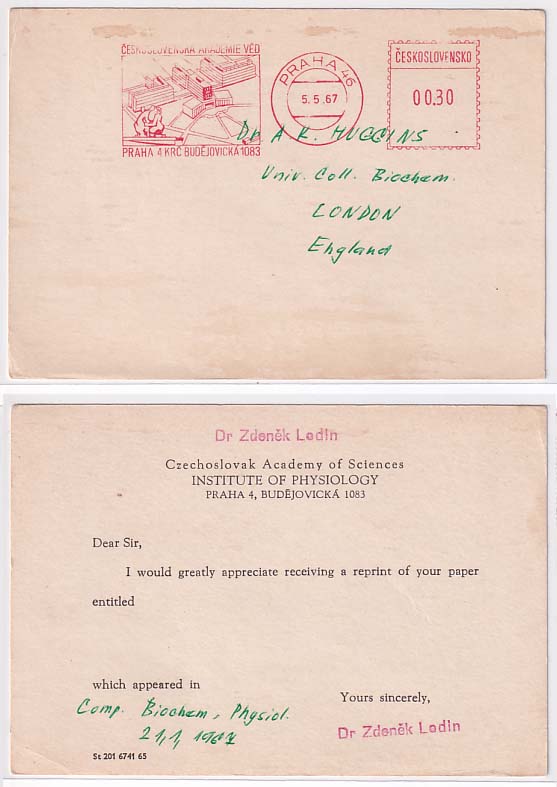 ČESKOSLOVENSKÁ AKADEMIE VĚD
PRAHA 4 KRČ BUDĚJOVICKÁ 1083
PRAHA 46
5.5.67
ČESKOSLOVENSKO
00.30
Dr A K. HUGGINS
Univ. Coll. Biochem.
LONDON
England
Dr Zdeněk Lodin
Czechoslovak Academy of Sciences
INSTITUTE OF PHYSIOLOGY
PRAHA 4, BUDĚJOVICKÁ 1083
Dear Sir,
I would greatly appreciate receiving a reprint of your paper
entitled
which appeared in
Comp. Biochem, Physiol.
21,1, 1967
Yours sincerely,
Dr Zdeněk Lodin
St 201 6741 65